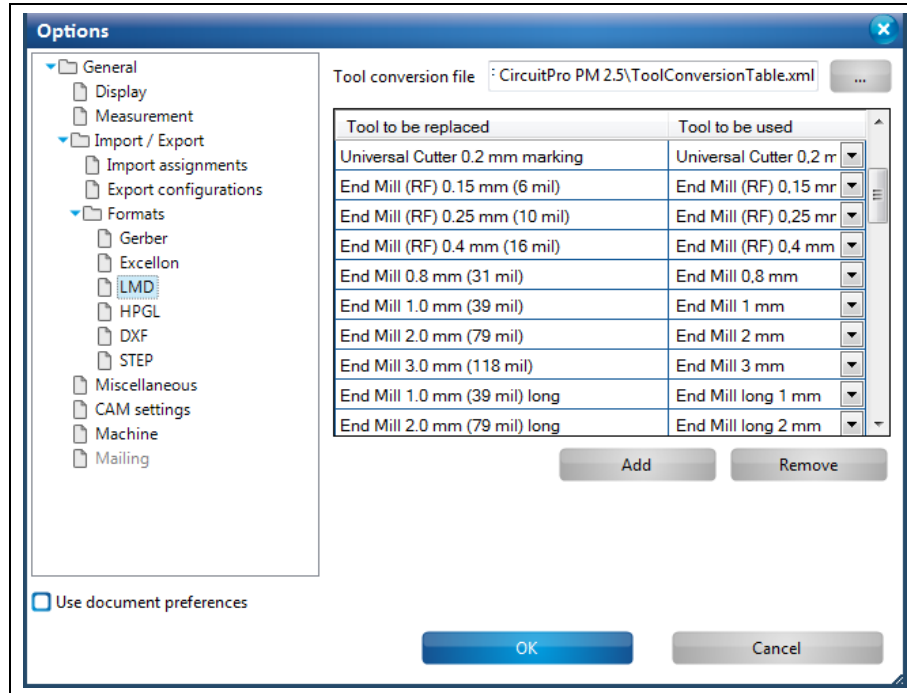 Options
General
Display
Measurement
Import / Export
Import assignments
Export configurations
Formats
Gerber
Excellon
LMD
HPGL
DXF
STEP
Miscellaneous
CAM settings
Machine
Mailing
Tool conversion file CircuitPro PM 2.5\ToolConversionTable.xml ...
Tool to be replaced Tool to be used
Universal Cutter 0.2 mm marking Universal Cutter 0,2 m
End Mill (RF) 0.15 mm (6 mil) End Mill (RF) 0,15 mr
End Mill (RF) 0.25 mm (10 mil) End Mill (RF) 0,25 mr
End Mill (RF) 0.4 mm (16 mil) End Mill (RF) 0,4 mm
End Mill 0.8 mm (31 mil) End Mill 0,8 mm
End Mill 1.0 mm (39 mil) End Mill 1 mm
End Mill 2.0 mm (79 mil) End Mill 2 mm
End Mill 3.0 mm (118 mil) End Mill 3 mm
End Mill 1.0 mm (39 mil) long End Mill long 1 mm
End Mill 2.0 mm (79 mil) long End Mill long 2 mm
Add Remove
Use document preferences
OK Cancel